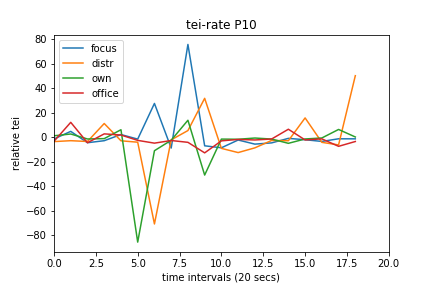 tei-rate P10
focus
distr
own
office
relative tei
80
60
40
20
0
−20
−40
−60
−80
0.0 2.5 5.0 7.5 10.0 12.5 15.0 17.5 20.0
time intervals (20 secs)